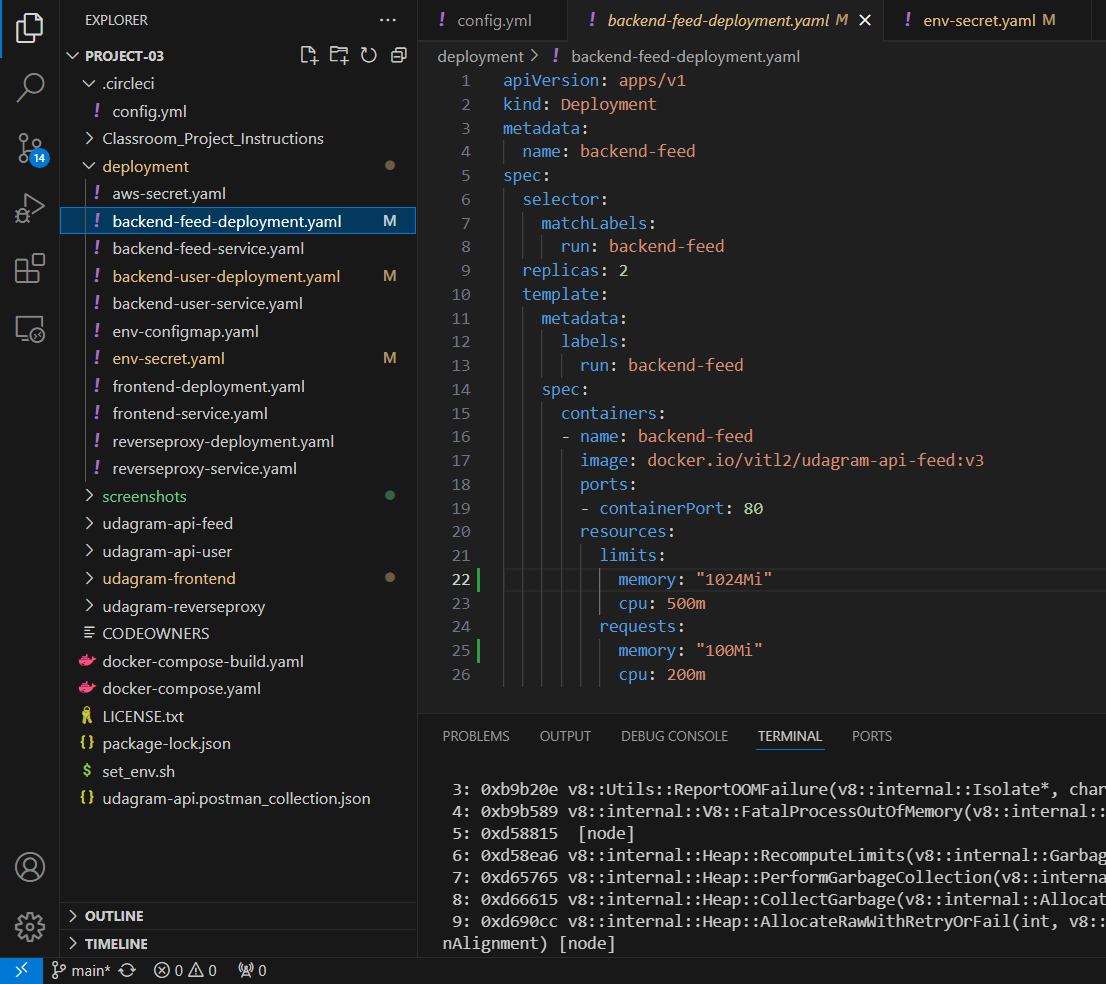 EXPLORER
PROJECT-03
.circleci
! config.yml
Classroom_Project_Instructions
deployment
! aws-secret.yaml
! backend-feed-deployment.yaml M
! backend-feed-service.yaml
! backend-user-deployment.yaml M
! backend-user-service.yaml
! env-configmap.yaml
! env-secret.yaml M
! frontend-deployment.yaml
! frontend-service.yaml
! reverseproxy-deployment.yaml
! reverseproxy-service.yaml
screenshots
udagram-api-feed
udagram-api-user
udagram-frontend
udagram-reverseproxy
CODEOWNERS
docker-compose-build.yaml
docker-compose.yaml
LICENSE.txt
{} package-lock.json
$ set_env.sh
{} udagram-api.postman_collection.json
OUTLINE
TIMELINE
14
! config.yml
! backend-feed-deployment.yaml M
! env-secret.yaml M
deployment > ! backend-feed-deployment.yaml
1 apiVersion: apps/v1
2 kind: Deployment
3 metadata:
4 name: backend-feed
5 spec:
6 selector:
7 matchLabels:
8 run: backend-feed
9 replicas: 2
10 template:
11 metadata:
12 labels:
13 run: backend-feed
14 spec:
15 containers:
16 - name: backend-feed
17 image: docker.io/vitl2/udagram-api-feed:v3
18 ports:
19 - containerPort: 80
20 resources:
21 limits:
22 memory: "1024Mi"
23 cpu: 500m
24 requests:
25 memory: "100Mi"
26 cpu: 200m
PROBLEMS OUTPUT DEBUG CONSOLE TERMINAL PORTS
3: 0xb9b20e v8::Utils::ReportOOMFailure(v8::internal::Isolate*, char
4: 0xb9b589 v8::internal::V8::FatalProcessOutOfMemory(v8::internal::
5: 0xd58815 [node]
6: 0xd58ea6 v8::internal::Heap::RecomputeLimits(v8::internal::Garbag
7: 0xd65765 v8::internal::Heap::PerformGarbageCollection(v8::interna
8: 0xd66615 v8::internal::Heap::CollectGarbage(v8::internal::Allocat
9: 0xd690cc v8::internal::Heap::AllocateRawWithRetryOrFail(int, v8::
nAlignment) [node]
main* 0 0 0